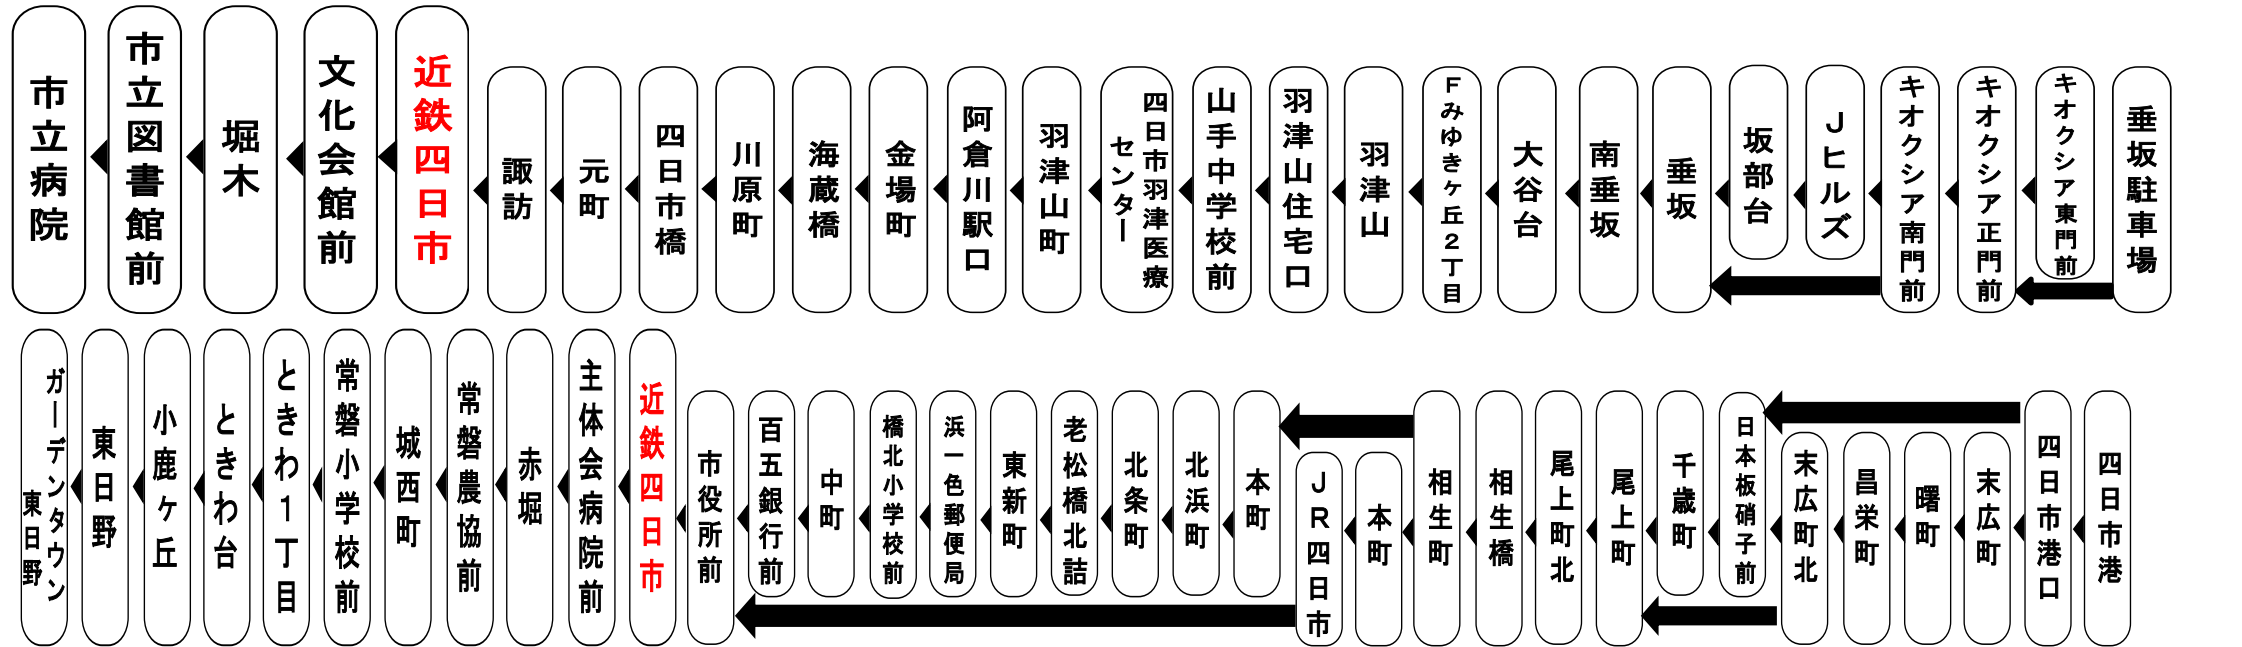 垂坂駐車場
キオクシア東門前
キオクシア正門前
キオクシア南門前
Ｊヒルズ
坂部台
垂坂
南垂坂
大谷台
Ｆみゆきヶ丘２丁目
羽津山
羽津山住宅口
山手中学校前
四日市羽津医療
センター
羽津山町
阿倉川駅口
金場町
海蔵橋
川原町
四日市橋
元町
諏訪
近鉄四日市
文化会館前
堀木
市立図書館前
市立病院
四日市港
四日市港口
末広町
曙町
昌栄町
末広町北
日本板硝子前
千歳町
尾上町
尾上町北
相生橋
相生町
本町
ＪＲ四日市
本町
北浜町
北条町
老松橋北詰
東新町
浜一色郵便局
橋北小学校前
中町
百五銀行前
市役所前
近鉄四日市
主体会病院前
赤堀
常磐農協前
城西町
常磐小学校前
ときわ１丁目
ときわ台
小鹿ヶ丘
東日野
ガーデンタウン
東日野